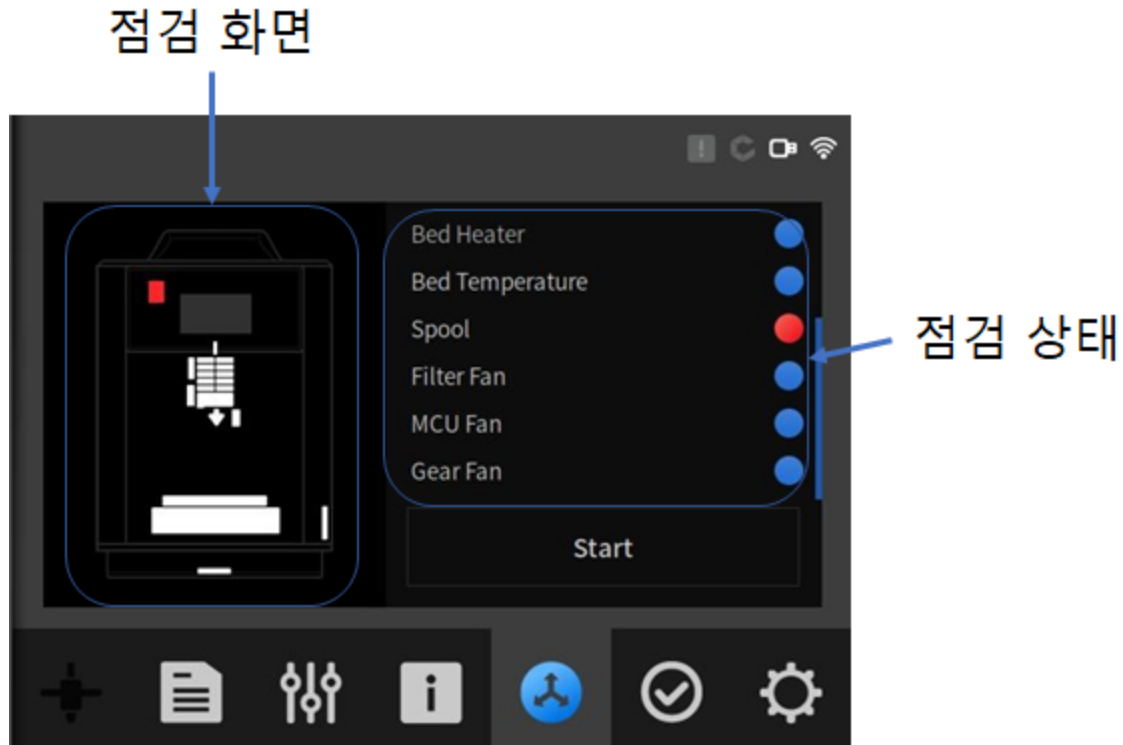 점검 화면
Bed Heater
Bed Temperature
Spool
Filter Fan
MCU Fan
Gear Fan
점검 상태
Start